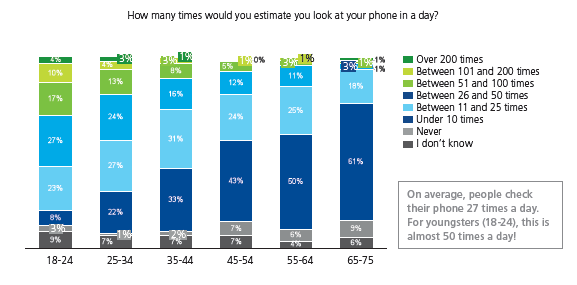 How many times would you estimate you look at your phone in a day?
4% 3% 3% 1% 1% 0% 3% 1% 3% 1% 1% 1%
10% 4% 8% 5% 11% 18%
17% 13% 16% 12% 25% 61%
27% 24% 31% 24% 50% 9%
23% 27% 33% 43% 6% 6%
8% 22% 2% 7% 4%
3% 1% 7% 7%
9% 7%
18-24 25-34 35-44 45-54 55-64 65-75
Over 200 times
Between 101 and 200 times
Between 51 and 100 times
Between 26 and 50 times
Between 11 and 25 times
Under 10 times
Never
I don't know
On average, people check
their phone 27 times a day.
For youngsters (18-24), this is
almost 50 times a day!